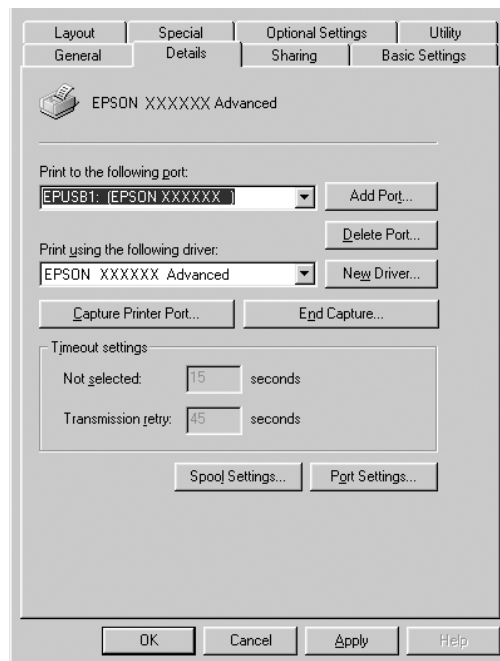 Layout Special Optional Settings Utility
General Details Sharing Basic Settings
EPSON XXXXXX Advanced
Print to the following port:
EPUSB1: (EPSON XXXXXX ) Add Port...
Delete Port...
Print using the following driver:
EPSON XXXXXX Advanced New Driver...
Capture Printer Port... End Capture...
Timeout settings
Not selected: 15 seconds
Transmission retry: 45 seconds
Spool Settings... Port Settings...
OK Cancel Apply Help